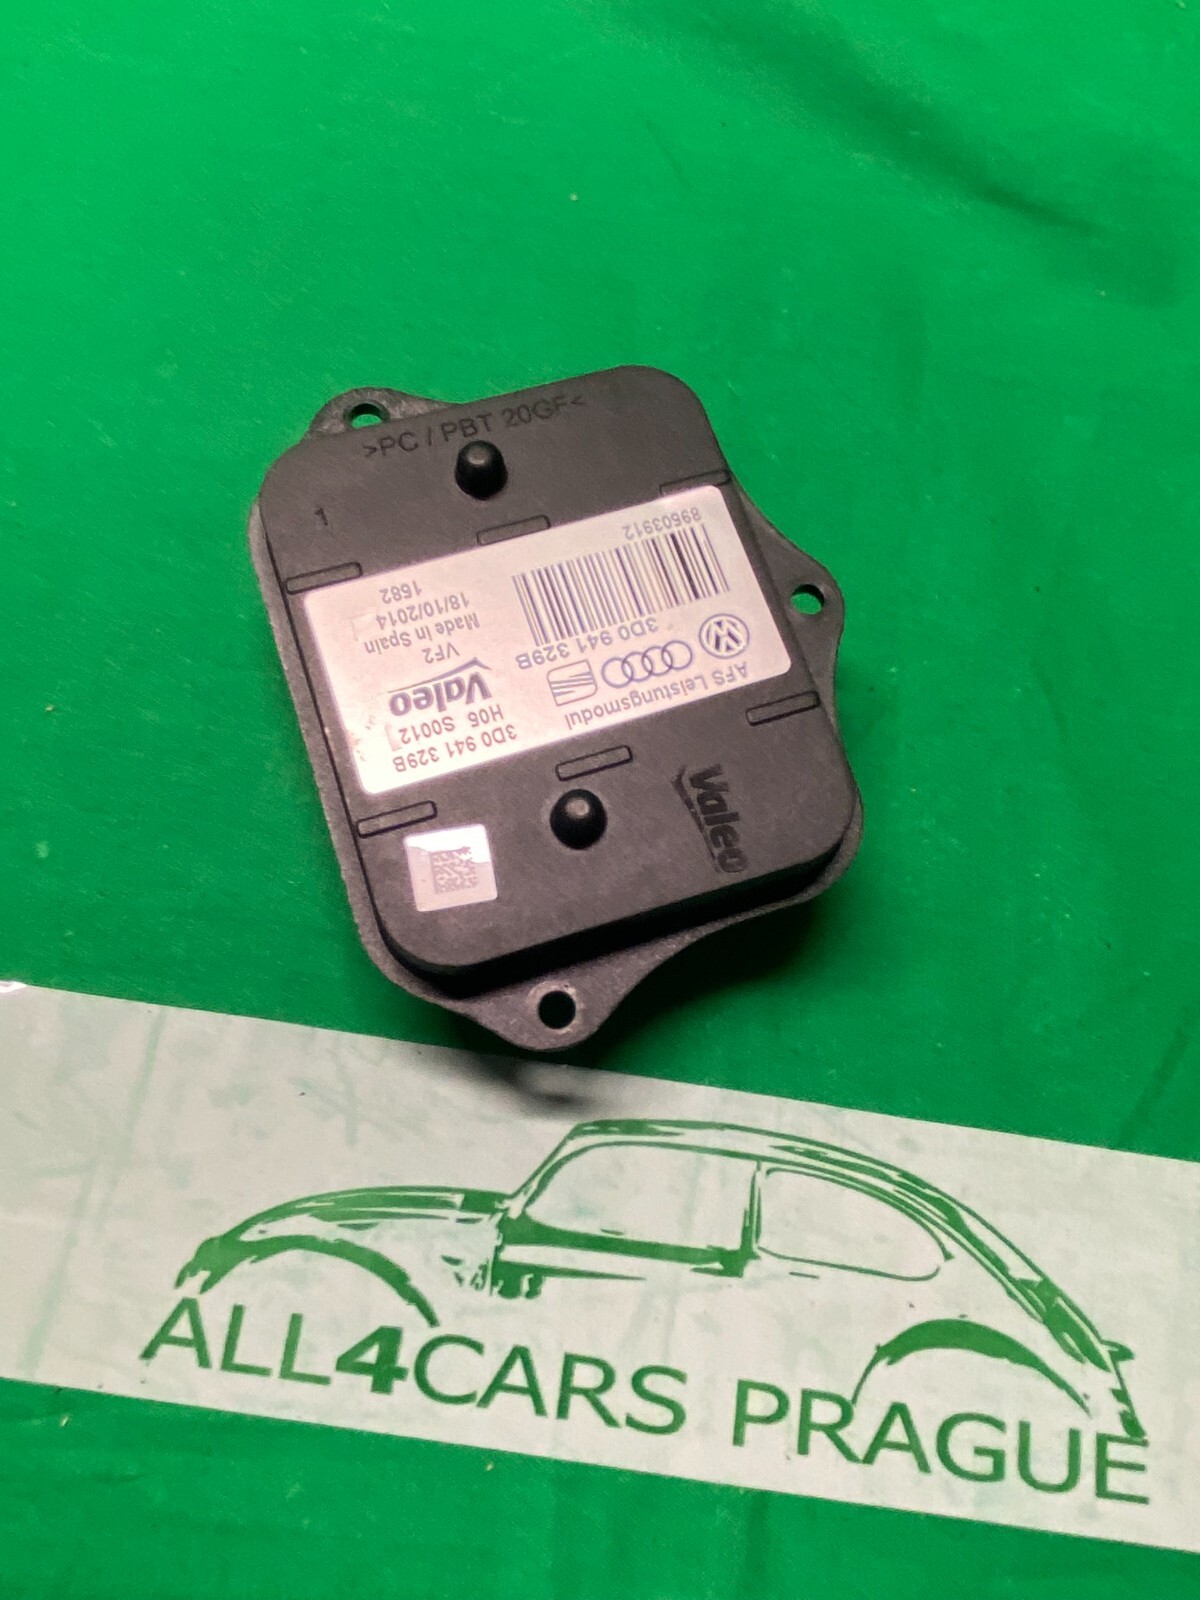 >PC / PBT 20GF<
1
AFS Leistungsmodul
3D0 941 329B
89603912
3D0 941 329B
H06 S0012
Valeo
VF2
Made in Spain
18/10/2014
1682
Valeo
ALL4CARS PRAGUE